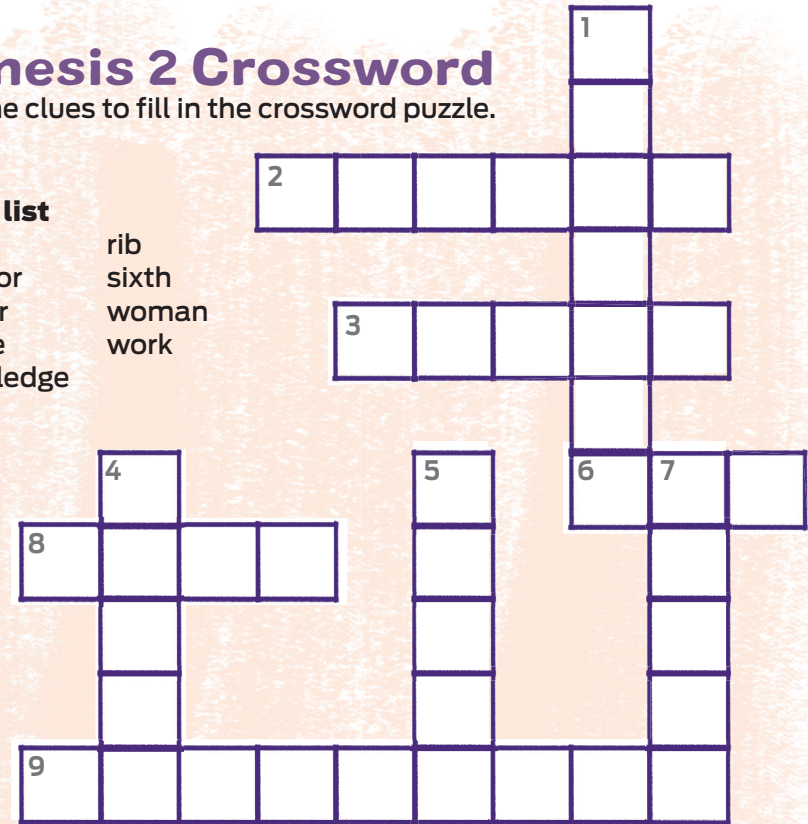 nesis 2 Crossword
ne clues to fill in the crossword puzzle.
list
rib
or
sixth
r
woman
e
work
ledge
1
2
3
4
5
6
7
8
9